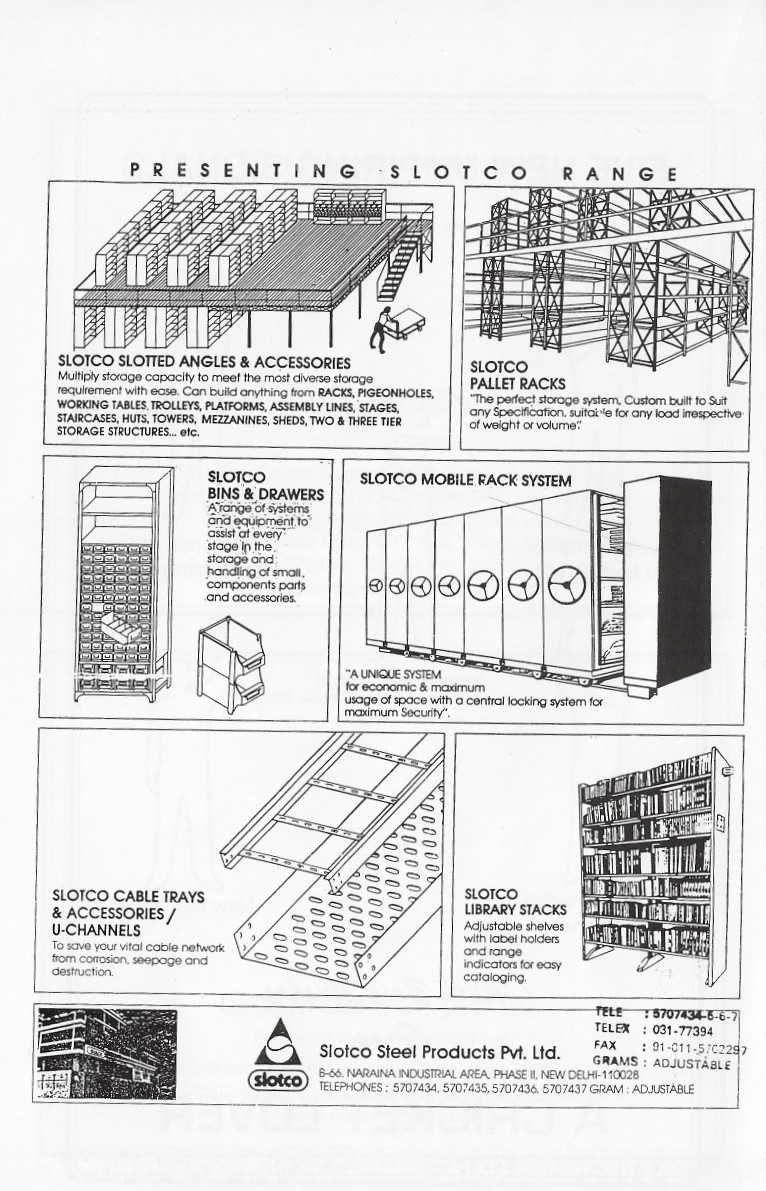 PRESENTING SLOTCO RANGE
SLOTCO SLOTTED ANGLES & ACCESSORIES
Multiply storage capacity to meet the most diverse storage
requirement with ease. Can build anything from RACKS, PIGEONHOLES,
WORKING TABLES, TROLLEYS, PLATFORMS, ASSEMBLY LINES, STAGES,
STAIRCASES, HUTS, TOWERS, MEZZANINES, SHEDS, TWO & THREE TIER
STORAGE STRUCTURES... etc.
SLOTCO
PALLET RACKS
"The perfect storage system, Custom built to Suit
any Specification, suitable for any load irrespective
of weight or volume".
SLOTCO
BINS & DRAWERS
A range of systems
and equipment to
assist at every
stage in the
storage and
handling of small
components parts
and accessories.
SLOTCO MOBILE RACK SYSTEM
"A UNIQUE SYSTEM
for economic & maximum
usage of space with a central locking system for
maximum Security".
SLOTCO CABLE TRAYS
& ACCESSORIES /
U-CHANNELS
To save your vital cable network
from corrosion, seepage and
destruction.
SLOTCO
LIBRARY STACKS
Adjustable shelves
with label holders
and range
indicators for easy
cataloging.
slotco
Slotco Steel Products Pvt. Ltd.
B-66, NARAINA INDUSTRIAL AREA, PHASE II, NEW DELHI-110028
TELEPHONES : 5707434, 5707435, 5707436, 5707437 GRAM : ADJUSTABLE
TELE : 5707434-5-6-7
TELEX : 031-77394
FAX : 91-011-5702297
GRAMS : ADJUSTABLE